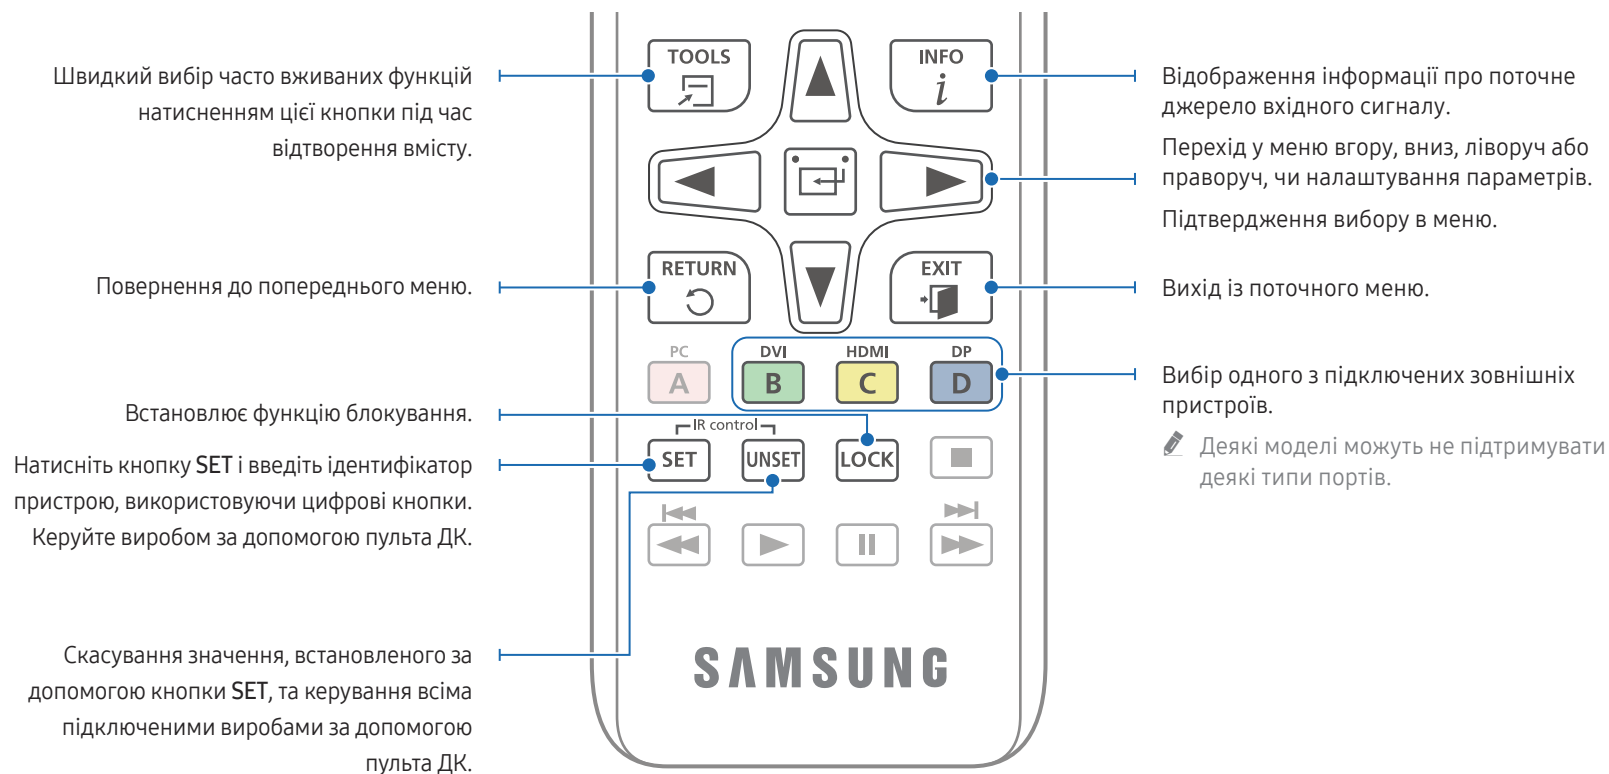 Швидкий вибір часто вживаних функцій
натисненням цієї кнопки під час
відтворення вмісту.
Повернення до попереднього меню.
Встановлює функцію блокування.
Натисніть кнопку SET і введіть ідентифікатор
пристрою, використовуючи цифрові кнопки.
Керуйте виробом за допомогою пульта ДК.
Скасування значення, встановленого за
допомогою кнопки SET, та керування всіма
підключеними виробами за допомогою
пульта ДК.
TOOLS
INFO
i
RETURN
EXIT
PC
DVI
HDMI
DP
A
B
C
D
IR control
SET
UNSET
LOCK
SAMSUNG
Відображення інформації про поточне
джерело вхідного сигналу.
Перехід у меню вгору, вниз, ліворуч або
праворуч, чи налаштування параметрів.
Підтвердження вибору в меню.
Вихід із поточного меню.
Вибір одного з підключених зовнішніх
пристроїв.
Деякі моделі можуть не підтримувати
деякі типи портів.